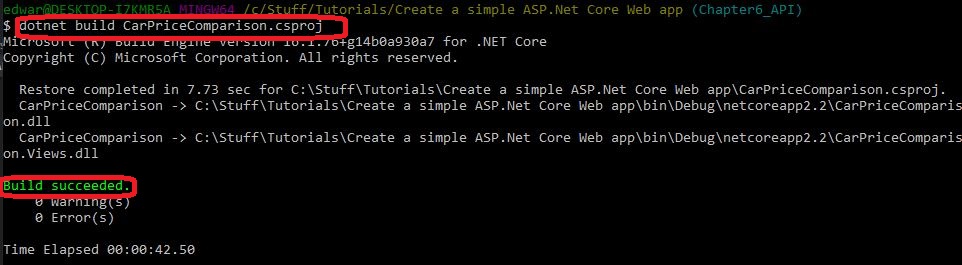 edwar@DESKTOP-I7KMR5A MINGW64 /c/Stuff/Tutorials/Create a simple ASP.Net Core Web app (Chapter6_API)
$ dotnet build CarPriceComparison.csproj
Microsoft (R) Build Engine version 16.1.76+g14b0a930a7 for .NET Core
Copyright (C) Microsoft Corporation. All rights reserved.
Restore completed in 7.73 sec for C:\Stuff\Tutorials\Create a simple ASP.Net Core Web app\CarPriceComparison.csproj.
CarPriceComparison -> C:\Stuff\Tutorials\Create a simple ASP.Net Core Web app\bin\Debug\netcoreapp2.2\CarPriceComparis
on.dll
CarPriceComparison -> C:\Stuff\Tutorials\Create a simple ASP.Net Core Web app\bin\Debug\netcoreapp2.2\CarPriceComparis
on.Views.dll
Build succeeded.
0 Warning(s)
0 Error(s)
Time Elapsed 00:00:42.50